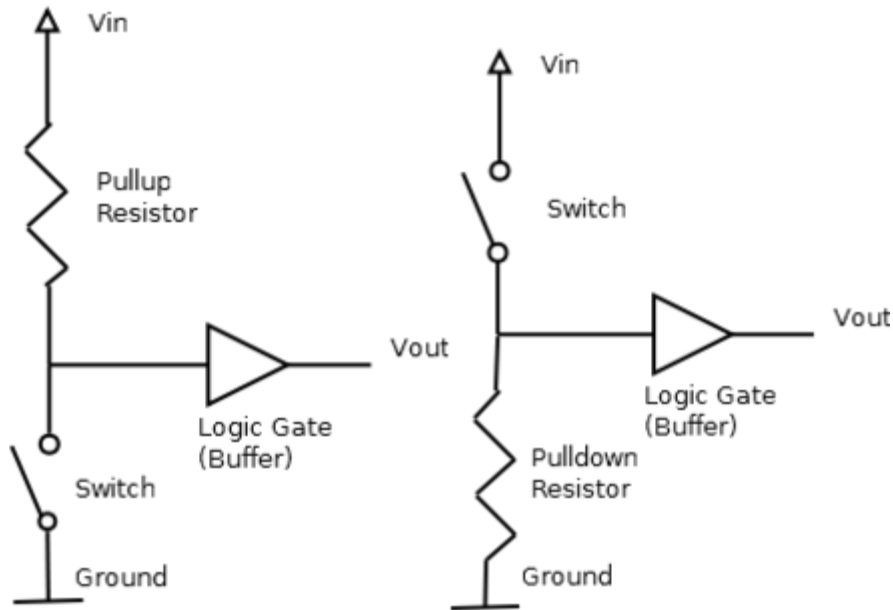 Vin
Pullup
Resistor
Vout
Logic Gate
(Buffer)
Switch
Ground
Vin
Switch
Vout
Logic Gate
(Buffer)
Pulldown
Resistor
Ground